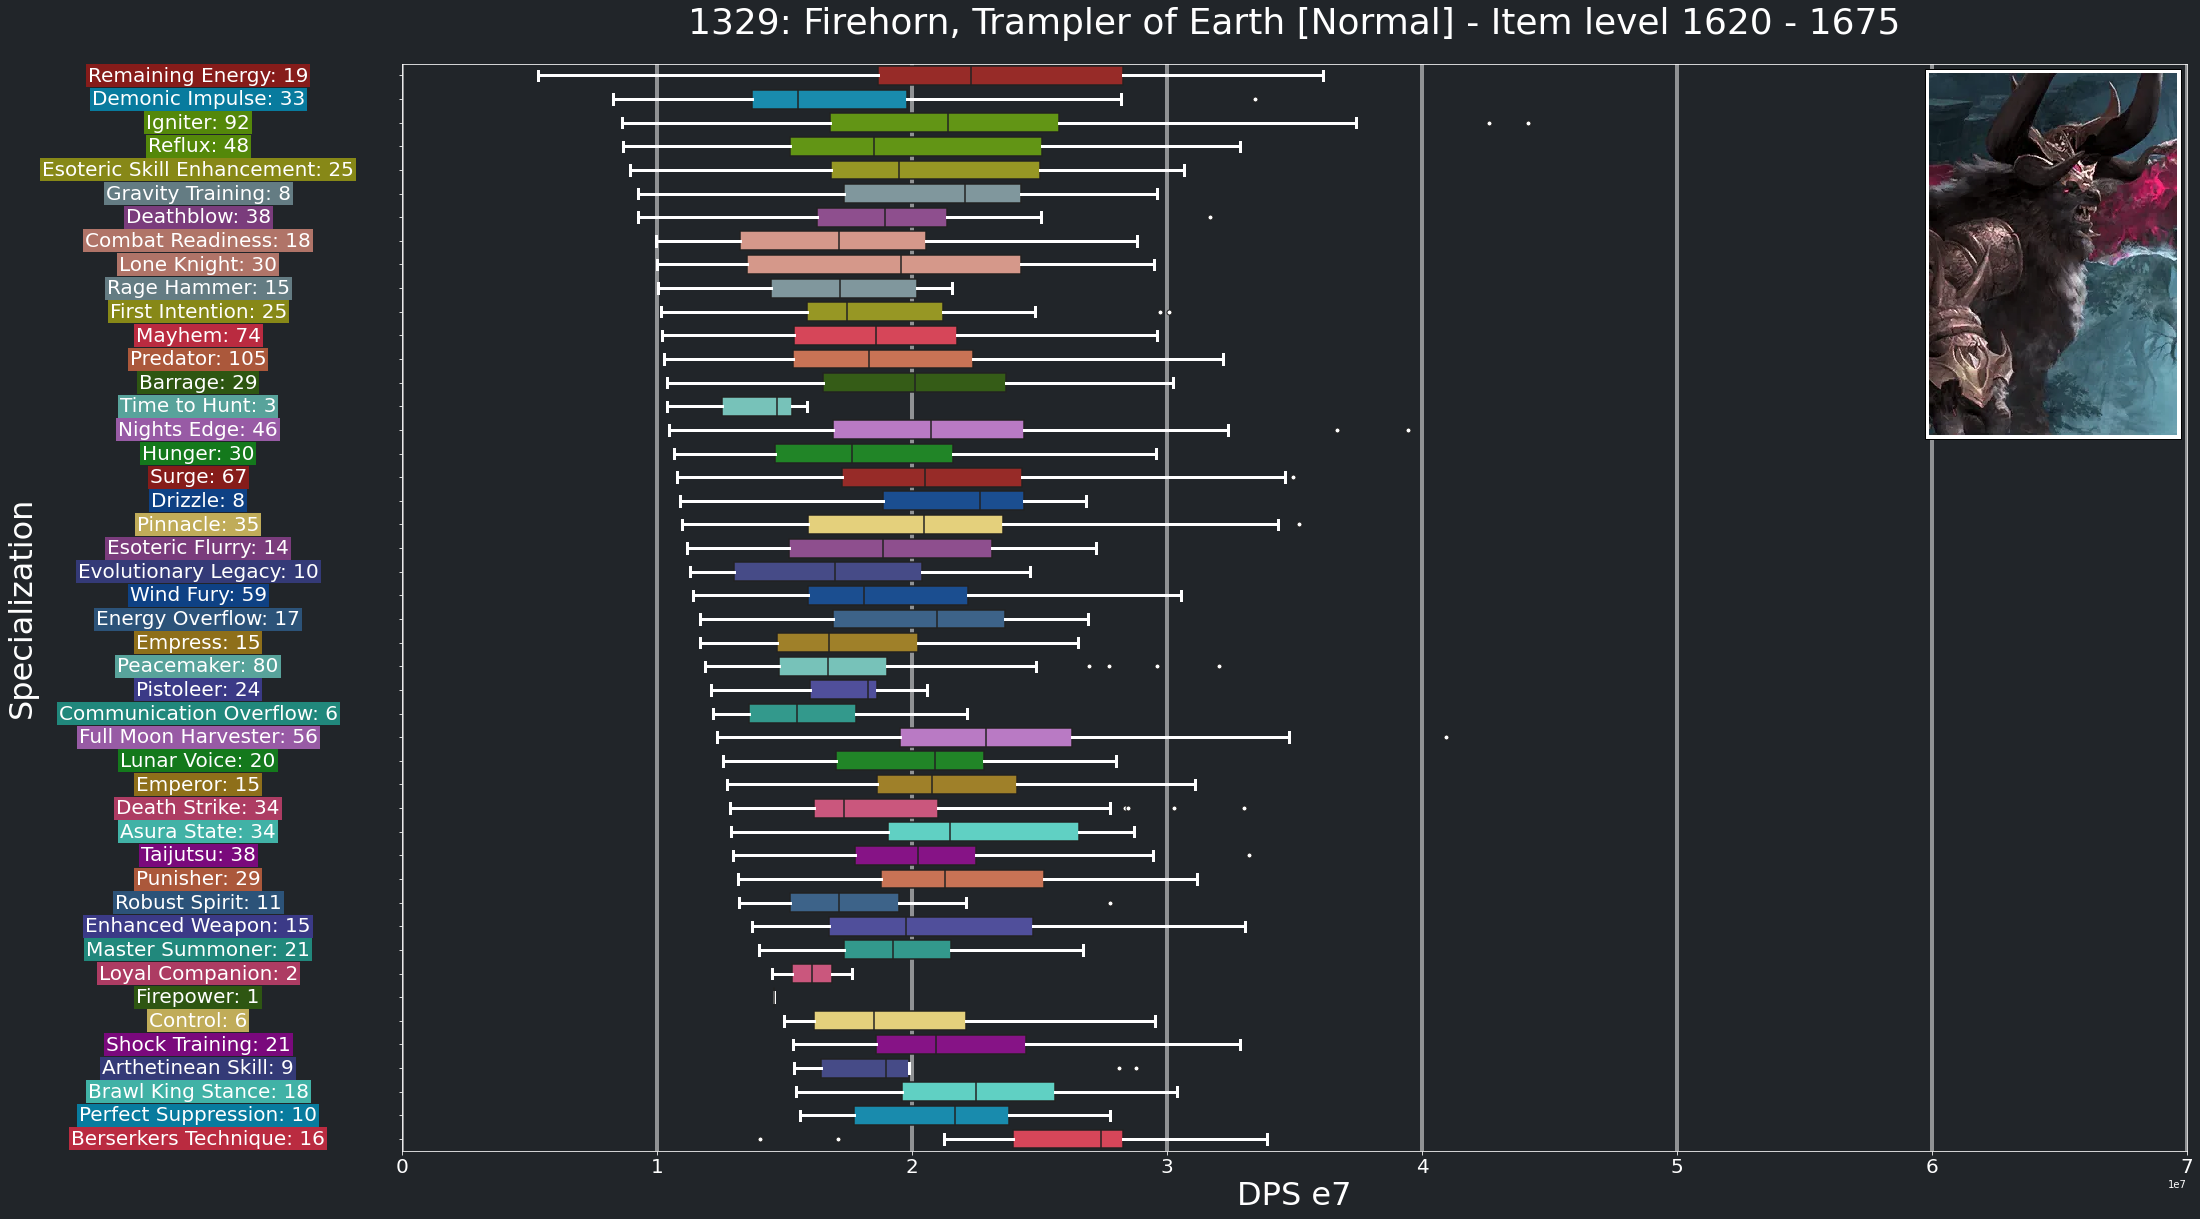 1329: Firehorn, Trampler of Earth [Normal] - Item level 1620 - 1675
Specialization
Remaining Energy: 19
Demonic Impulse: 33
Igniter: 92
Reflux: 48
Esoteric Skill Enhancement: 25
Gravity Training: 8
Deathblow: 38
Combat Readiness: 18
Lone Knight: 30
Rage Hammer: 15
First Intention: 25
Mayhem: 74
Predator: 105
Barrage: 29
Time to Hunt: 3
Nights Edge: 46
Hunger: 30
Surge: 67
Drizzle: 8
Pinnacle: 35
Esoteric Flurry: 14
Evolutionary Legacy: 10
Wind Fury: 59
Energy Overflow: 17
Empress: 15
Peacemaker: 80
Pistoleer: 24
Communication Overflow: 6
Full Moon Harvester: 56
Lunar Voice: 20
Emperor: 15
Death Strike: 34
Asura State: 34
Taijutsu: 38
Punisher: 29
Robust Spirit: 11
Enhanced Weapon: 15
Master Summoner: 21
Loyal Companion: 2
Firepower: 1
Control: 6
Shock Training: 21
Arthetinean Skill: 9
Brawl King Stance: 18
Perfect Suppression: 10
Berserkers Technique: 16
0 1 2 3 4 5 6 7
1e7
DPS e7